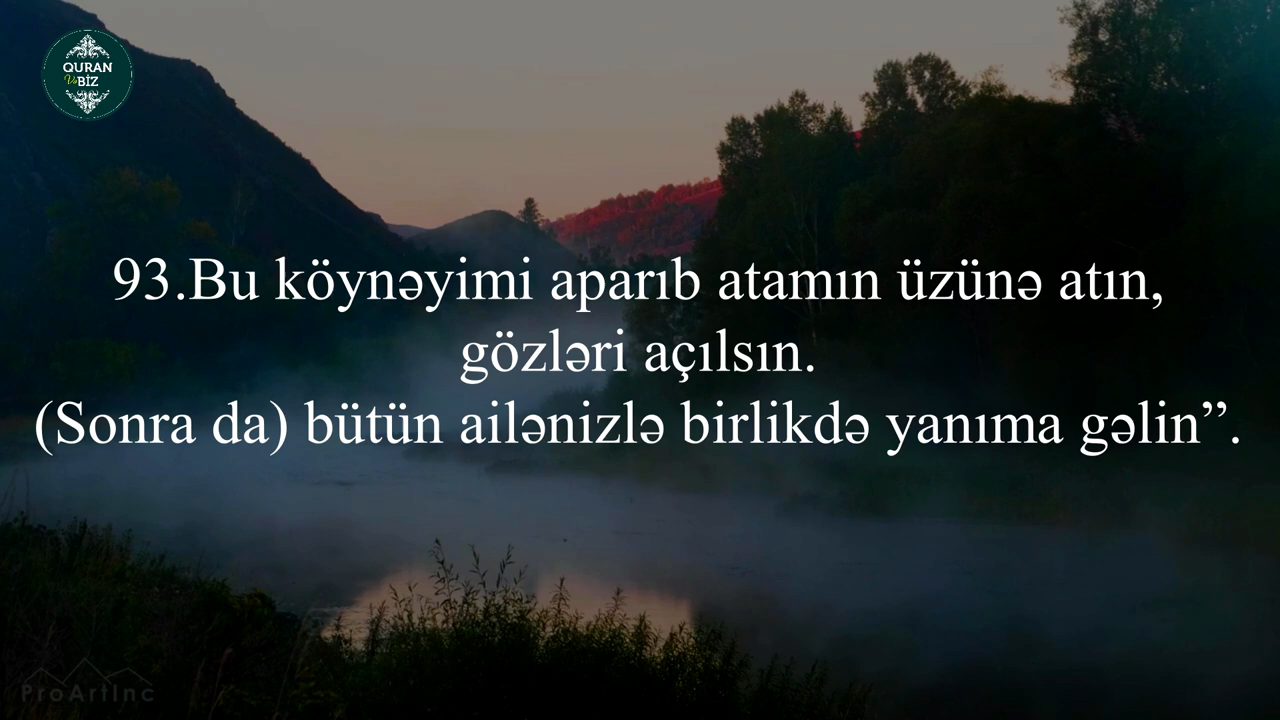 QURAN
Və BİZ
93.Bu köynəyimi aparıb atamın üzünə atın,
gözləri açılsın.
(Sonra da) bütün ailənizlə birlikdə yanıma gəlin”.
ProArtInc